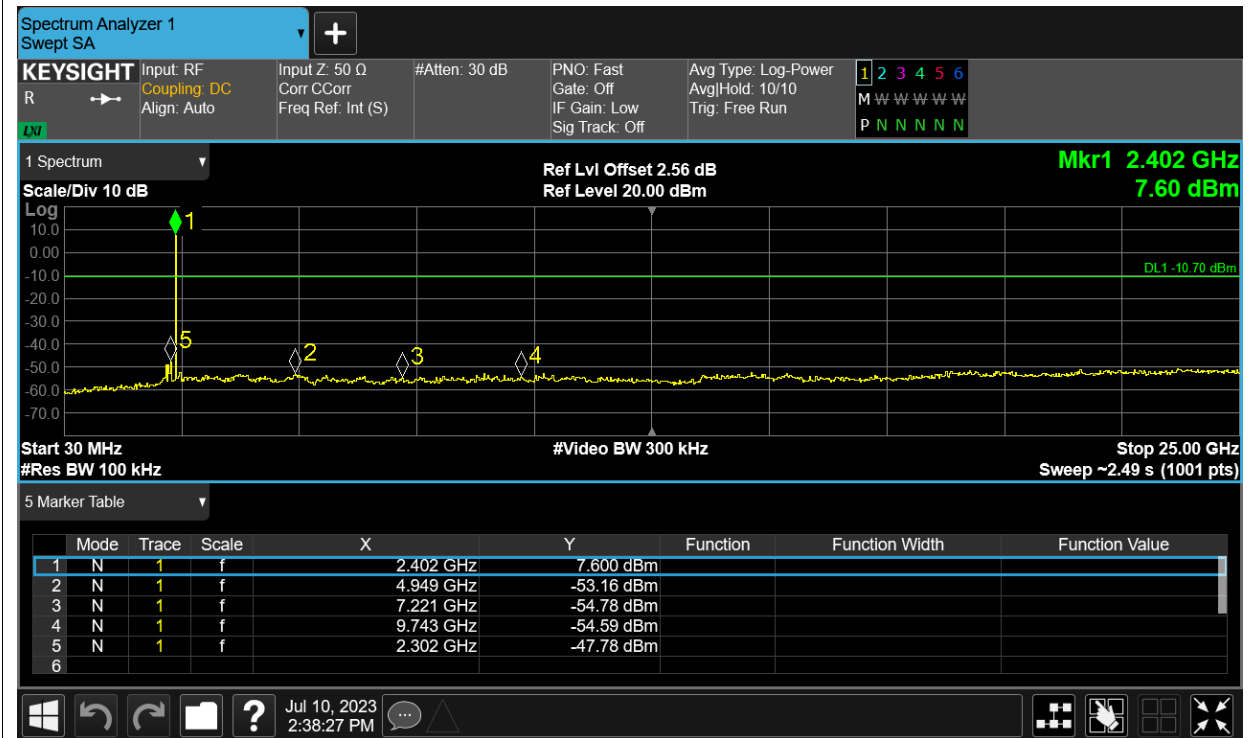 Spectrum Analyzer 1
Swept SA
KEYSIGHT Input: RF Input Z: 50 Ω #Atten: 30 dB PNO: Fast Avg Type: Log-Power 1 2 3 4 5 6
R Coupling: DC Corr CCorr Gate: Off Avg|Hold: 10/10 M W W W W W
Align: Auto Freq Ref: Int (S) IF Gain: Low Trig: Free Run
LXI Sig Track: Off P N N N N N
1 Spectrum Ref Lvl Offset 2.56 dB Mkr1 2.402 GHz
Scale/Div 10 dB Ref Level 20.00 dBm 7.60 dBm
Log
1
10.0
0.00
-10.0 DL1 -10.70 dBm
-20.0
-30.0
-40.0 5 2 3 4
-50.0
-60.0
-70.0
Start 30 MHz #Video BW 300 kHz Stop 25.00 GHz
#Res BW 100 kHz Sweep ~2.49 s (1001 pts)
5 Marker Table
Mode Trace Scale X Y Function Function Width Function Value
1 N 1 f 2.402 GHz 7.600 dBm
2 N 1 f 4.949 GHz -53.16 dBm
3 N 1 f 7.221 GHz -54.78 dBm
4 N 1 f 9.743 GHz -54.59 dBm
5 N 1 f 2.302 GHz -47.78 dBm
6
? Jul 10, 2023
2:38:27 PM